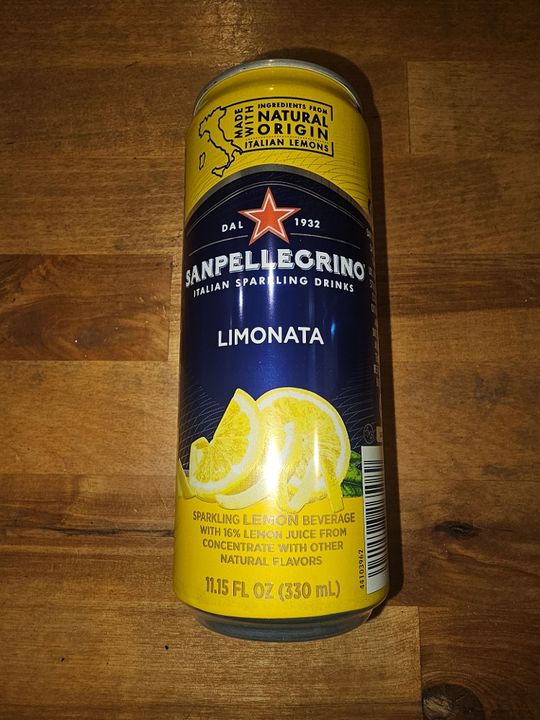 MADE
WITH
INGREDIENTS FROM
NATURAL
ORIGIN
ITALIAN LEMONS
DAL 1932
SANPELLEGRINO
ITALIAN SPARKLING DRINKS
LIMONATA
SPARKLING LEMON BEVERAGE
WITH 16% LEMON JUICE FROM
CONCENTRATE WITH OTHER
NATURAL FLAVORS
11.15 FL OZ (330 mL)
44103962